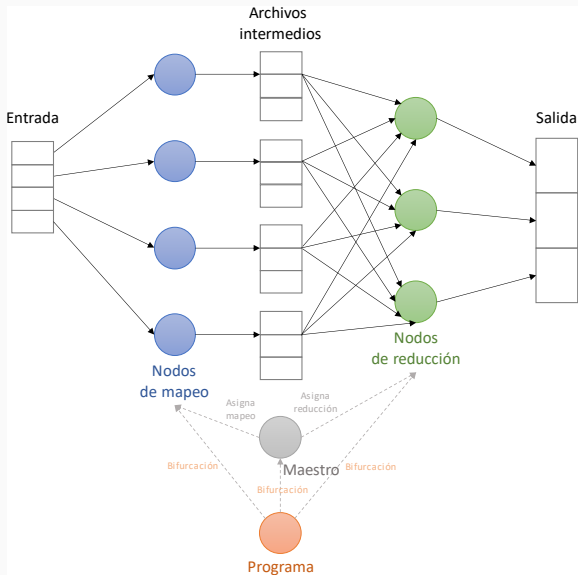 Archivos
intermedios
Entrada
Salida
Nodos
de mapeo
Nodos
de reducción
Asigna
mapeo
Asigna
reducción
Maestro
Bifurcación
Bifurcación
Bifurcación
Programa